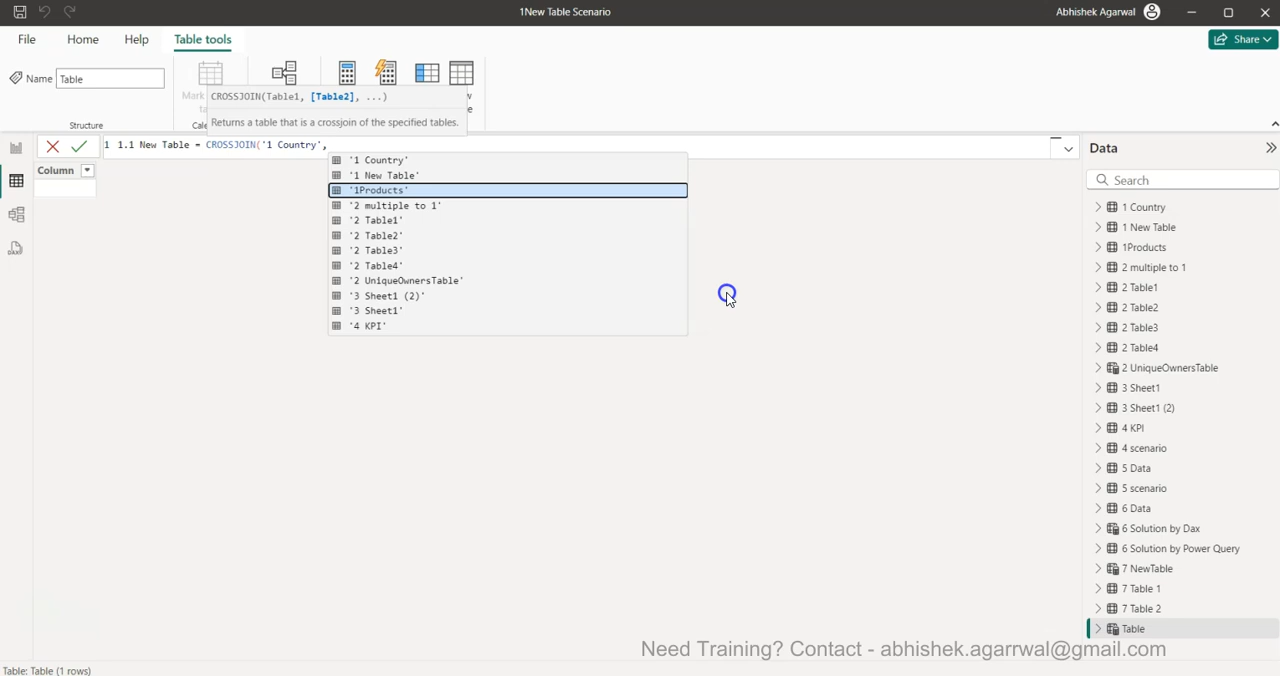 1New Table Scenario
Abhishek Agarwal
File Home Help Table tools
Share
Name Table
Mark
ta
Structure
Cale
CROSSJOIN(Table1, [Table2], ...)
Returns a table that is a crossjoin of the specified tables.
1 1.1 New Table = CROSSJOIN('1 Country',
Column
'1 Country'
'1 New Table'
'1Products'
'2 multiple to 1'
'2 Table1'
'2 Table2'
'2 Table3'
'2 Table4'
'2 UniqueOwnersTable'
'3 Sheet1 (2)'
'3 Sheet1'
'4 KPI'
Data
Search
1 Country
1 New Table
1Products
2 multiple to 1
2 Table1
2 Table2
2 Table3
2 Table4
2 UniqueOwnersTable
3 Sheet1
3 Sheet1 (2)
4 KPI
4 scenario
5 Data
5 scenario
6 Data
6 Solution by Dax
6 Solution by Power Query
7 NewTable
7 Table 1
7 Table 2
Table
Need Training? Contact - abhishek.agarrwal@gmail.com
Table: Table (1 rows)